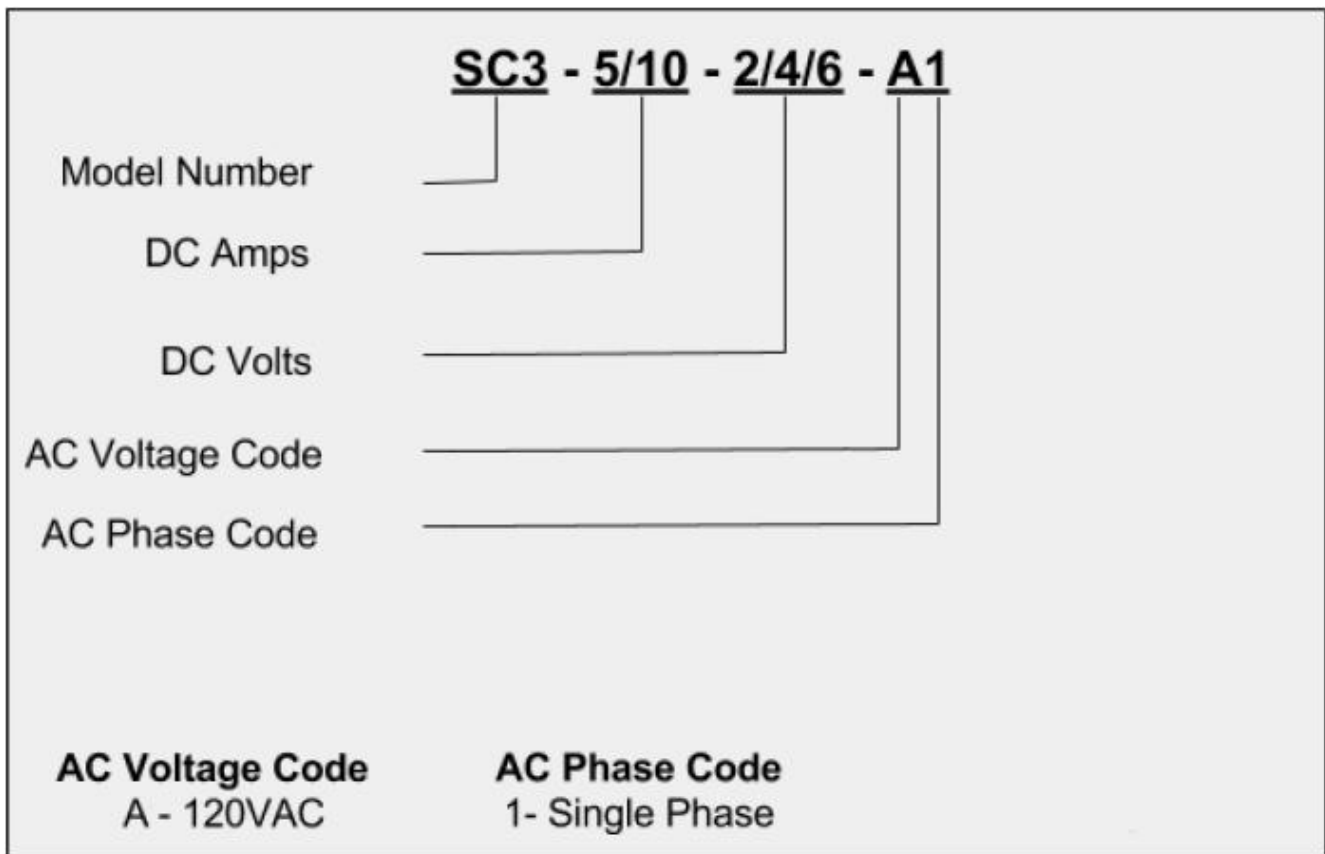 SC3 - 5/10 - 2/4/6 - A1
Model Number
DC Amps
DC Volts
AC Voltage Code
AC Phase Code
AC Voltage Code AC Phase Code
A - 120VAC 1- Single Phase